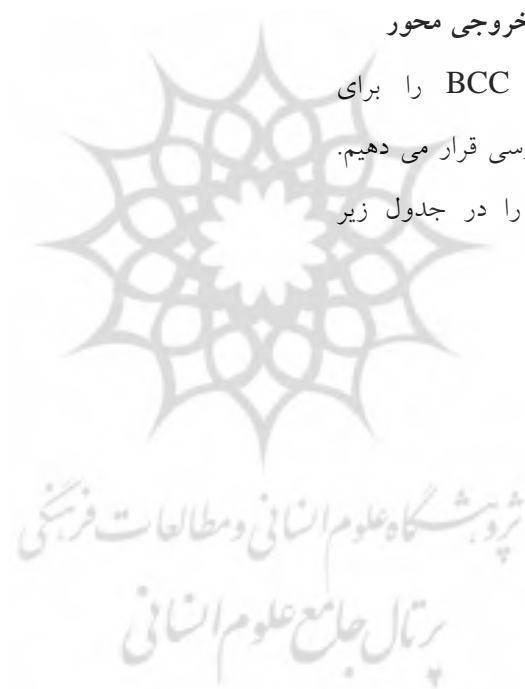 خروجی محور
BCC را برای
سی قرار می دهیم.
را در جدول زیر
پژوهشگاه علوم انسانی و مطالعات فرهنگی
پرتال جامع علوم انسانی